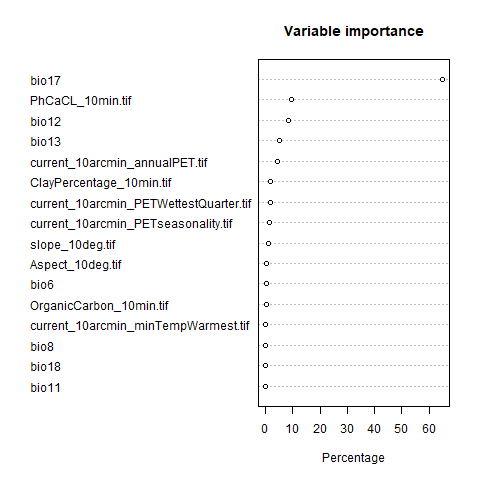 Variable importance
bio17
PhCaCL_10min.tif
bio12
bio13
current_10arcmin_annualPET.tif
ClayPercentage_10min.tif
current_10arcmin_PETWettestQuarter.tif
current_10arcmin_PETseasonality.tif
slope_10deg.tif
Aspect_10deg.tif
bio6
OrganicCarbon_10min.tif
current_10arcmin_minTempWarmest.tif
bio8
bio18
bio11
0 10 20 30 40 50 60
Percentage